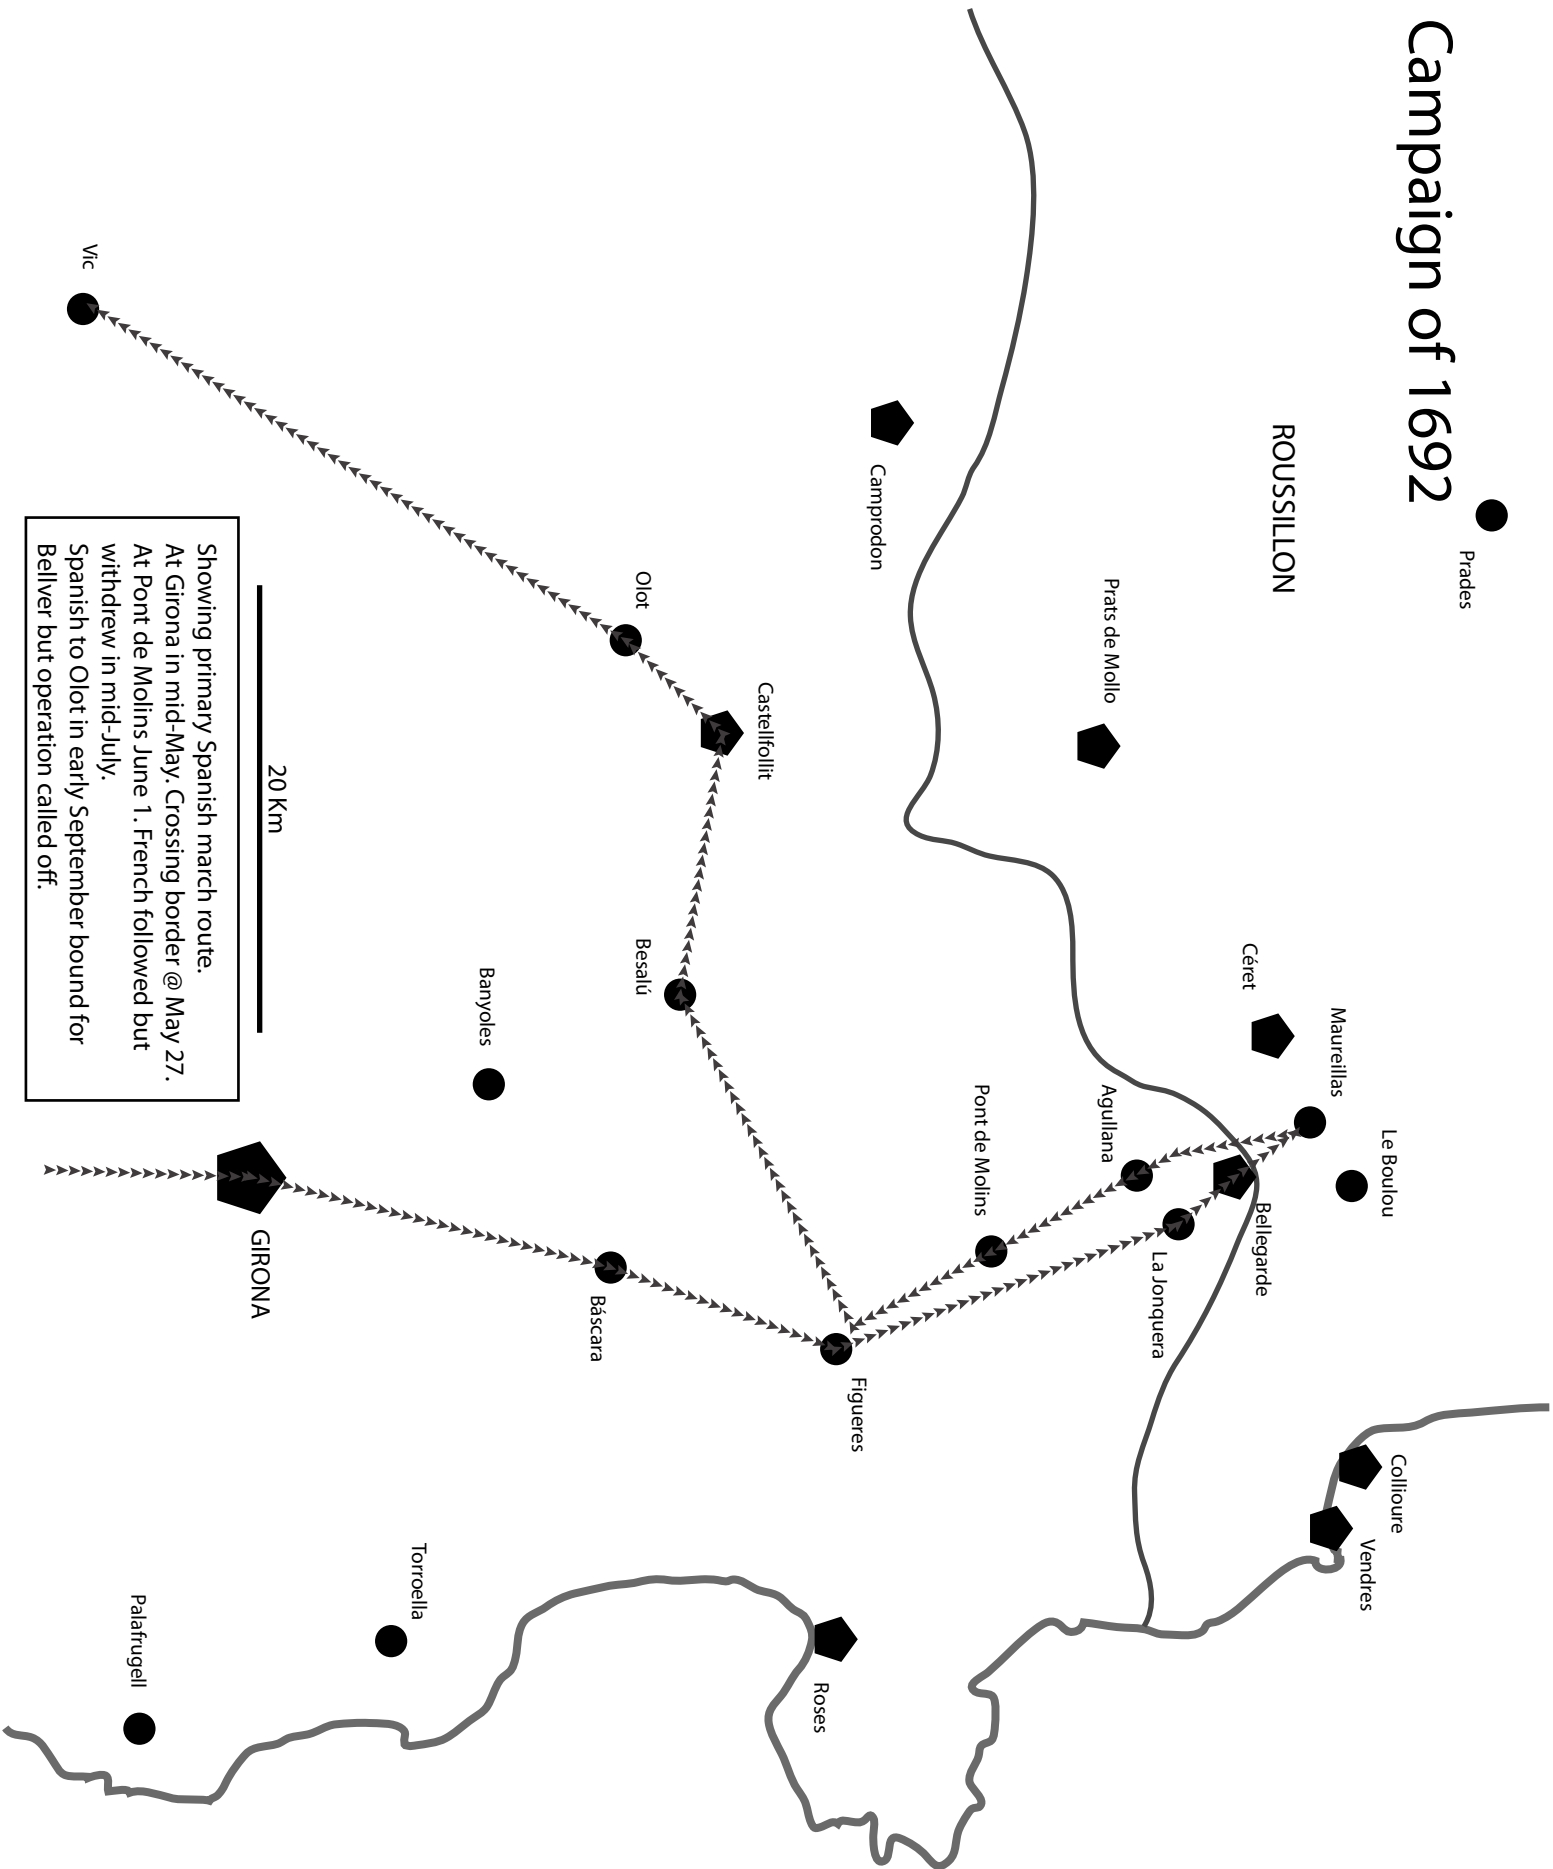 Campaign of 1692
Prades
ROUSSILLON
Prats de Mollo
Camprodon
Céret
Maureillas
Le Boulou
Bellegarde
Agullana
La Jonquera
Pont de Molins
Collioure
Vendres
Figueres
Roses
Castellfollit
Olot
Besalú
Báscara
Banyoles
Torroella
GIRONA
Palafrugell
Vic
20 Km
Showing primary Spanish march route.
At Girona in mid-May. Crossing border @ May 27.
At Pont de Molins June 1. French followed but
withdrew in mid-July.
Spanish to Olot in early September bound for
Bellver but operation called off.